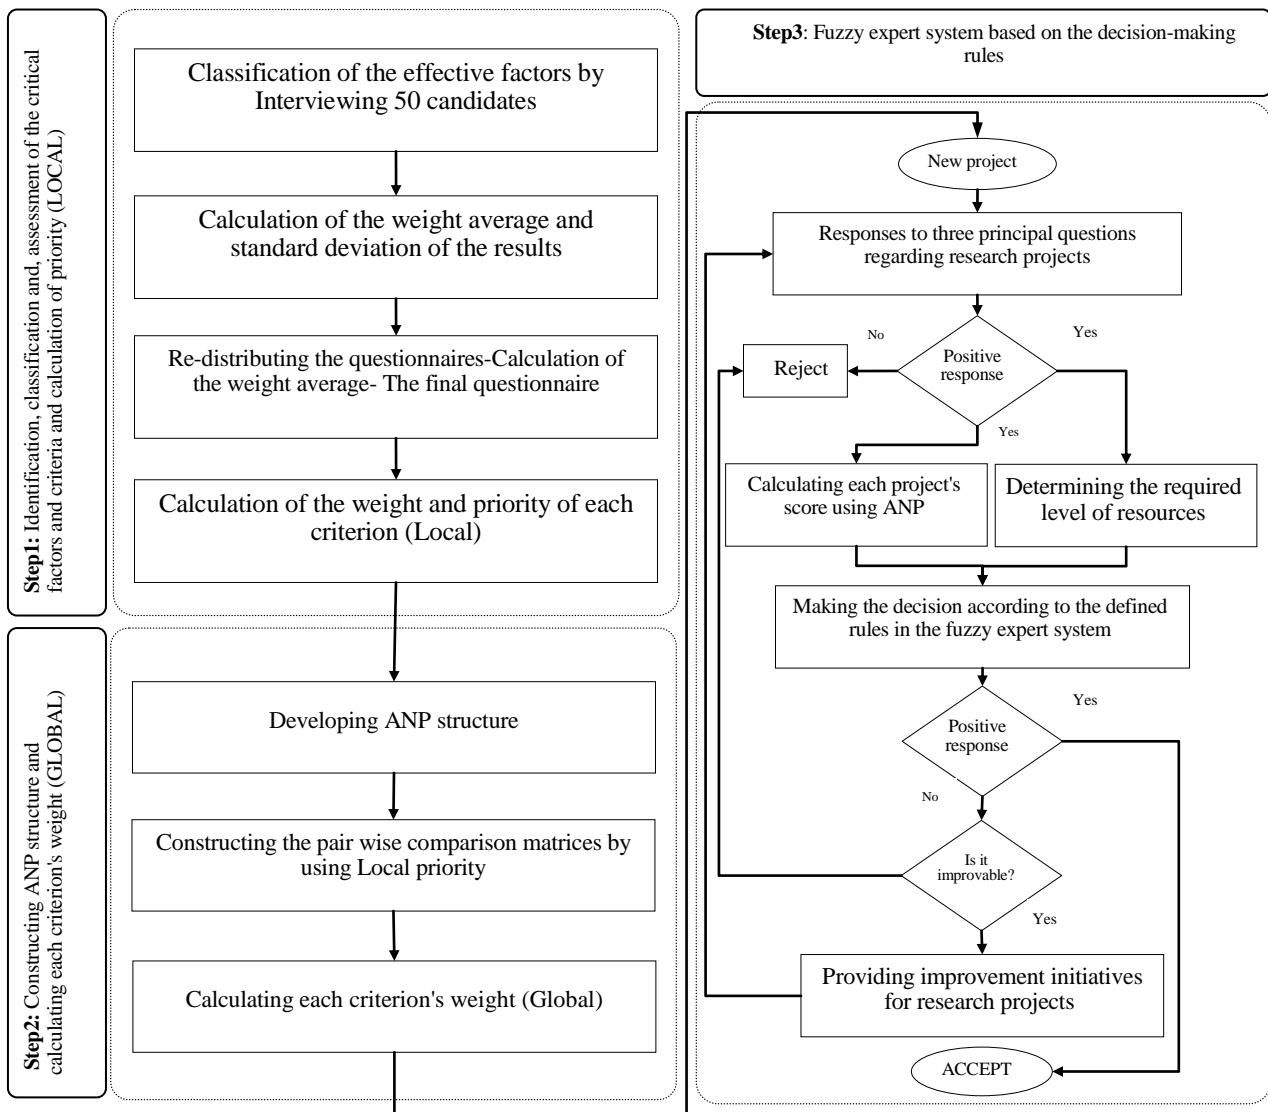 Step1: Identification, classification and, assessment of the critical
factors and criteria and calculation of priority (LOCAL)
Classification of the effective factors by
Interviewing 50 candidates
Calculation of the weight average and
standard deviation of the results
Re-distributing the questionnaires-Calculation of
the weight average- The final questionnaire
Calculation of the weight and priority of each
criterion (Local)
Step2: Constructing ANP structure and
calculating each criterion's weight (GLOBAL)
Developing ANP structure
Constructing the pair wise comparison matrices by
using Local priority
Calculating each criterion's weight (Global)
Step3: Fuzzy expert system based on the decision-making
rules
New project
Responses to three principal questions
regarding research projects
No
Yes
Positive
response
Reject
Yes
Calculating each project's
score using ANP
Determining the required
level of resources
Making the decision according to the defined
rules in the fuzzy expert system
Yes
Positive
response
No
Is it
improvable?
Yes
Providing improvement initiatives
for research projects
ACCEPT